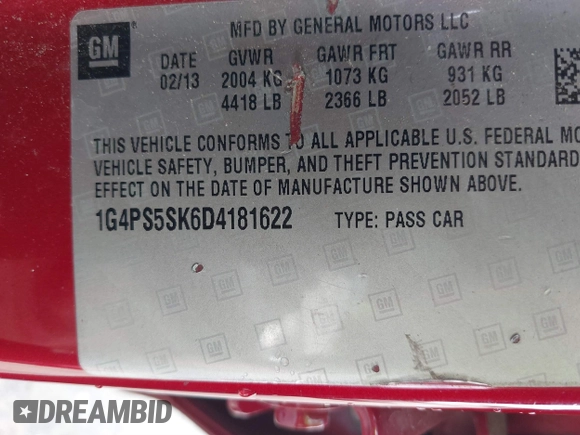 MFD BY GENERAL MOTORS LLC
GM
DATE GVWR GAWR FRT GAWR RR
02/13 2004 KG 1073 KG 931 KG
4418 LB 2366 LB 2052 LB
THIS VEHICLE CONFORMS TO ALL APPLICABLE U.S. FEDERAL MO
VEHICLE SAFETY, BUMPER, AND THEFT PREVENTION STANDARD
EFFECT ON THE DATE OF MANUFACTURE SHOWN ABOVE.
1G4PS5SK6D4181622 TYPE: PASS CAR
DREAMBID